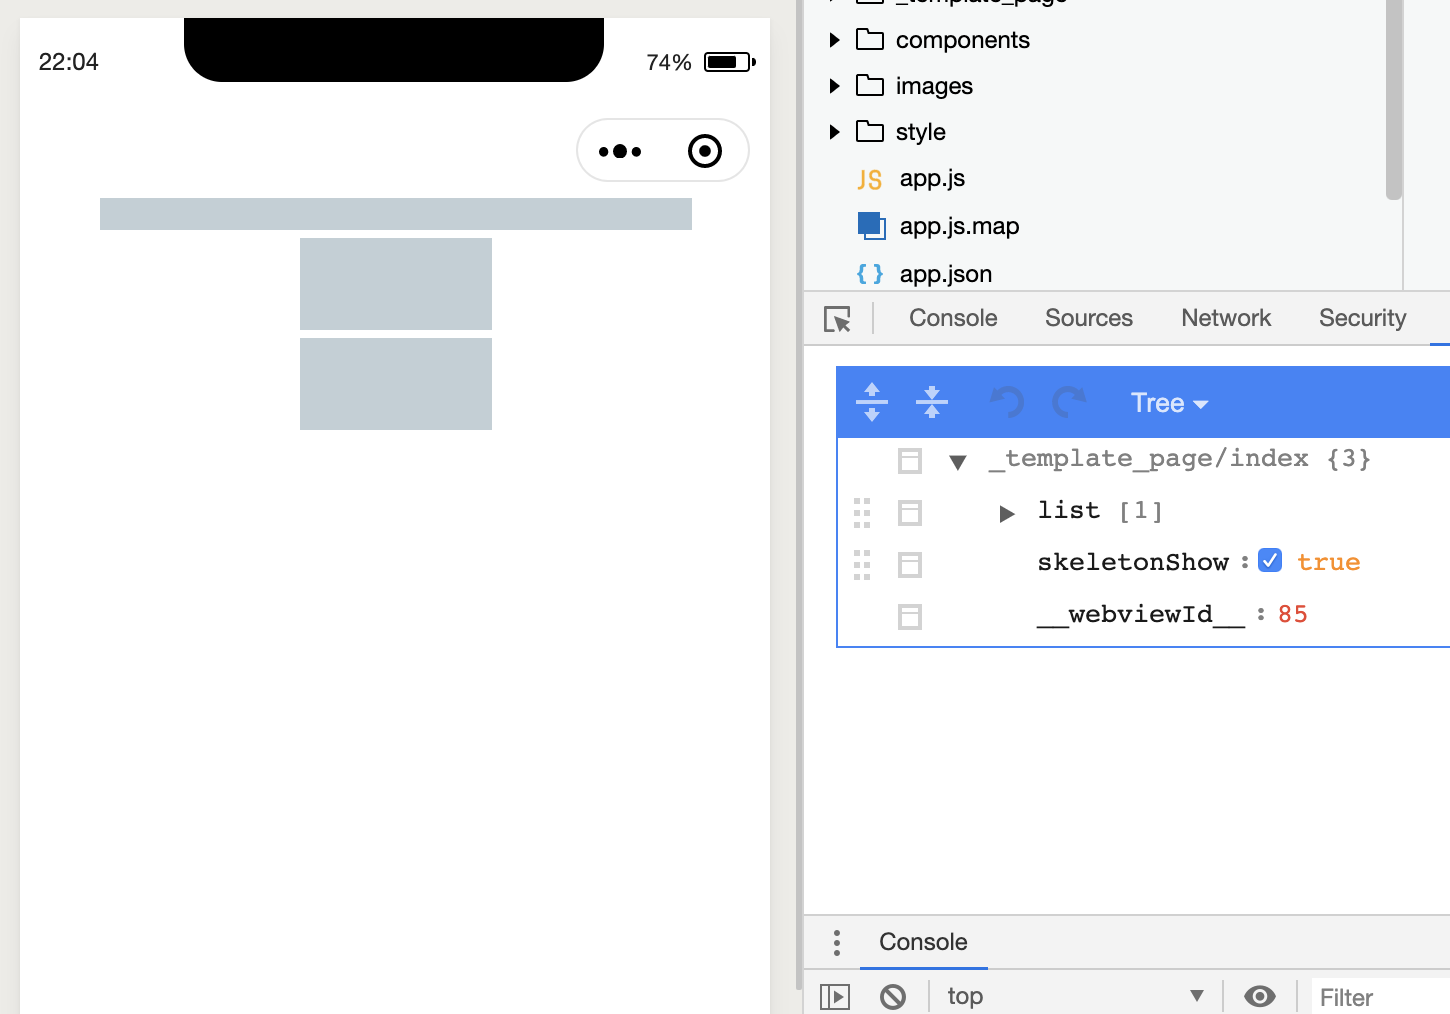 22:04
74%
_template_page
components
images
style
JS app.js
app.js.map
{ } app.json
Console Sources Network Security
Tree
_template_page/index {3}
list [1]
skeletonShow : true
__webviewId__ : 85
Console
top Filter